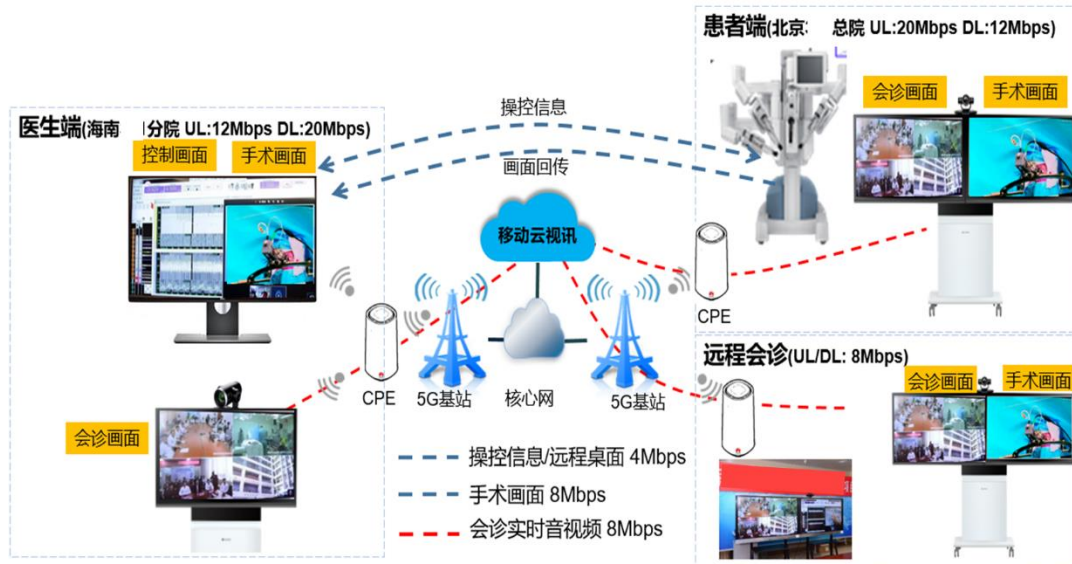 患者端(北京 总院 UL:20Mbps DL:12Mbps)
会诊画面
手术画面
操控信息
医生端(海南 分院 UL:12Mbps DL:20Mbps)
控制画面
手术画面
画面回传
移动云视讯
CPE
CPE
5G基站
核心网
5G基站
远程会诊(UL/DL: 8Mbps)
会诊画面
手术画面
会诊画面
操控信息/远程桌面 4Mbps
手术画面 8Mbps
会诊实时音视频 8Mbps